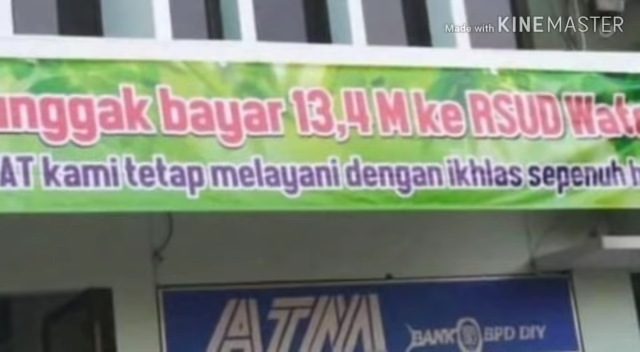 Made with KINEMASTER
unggak bayar 13,4 M ke RSUD Wate
AT kami tetap melayani dengan ikhlas sepenuh h
ATM BANK BPD DIY